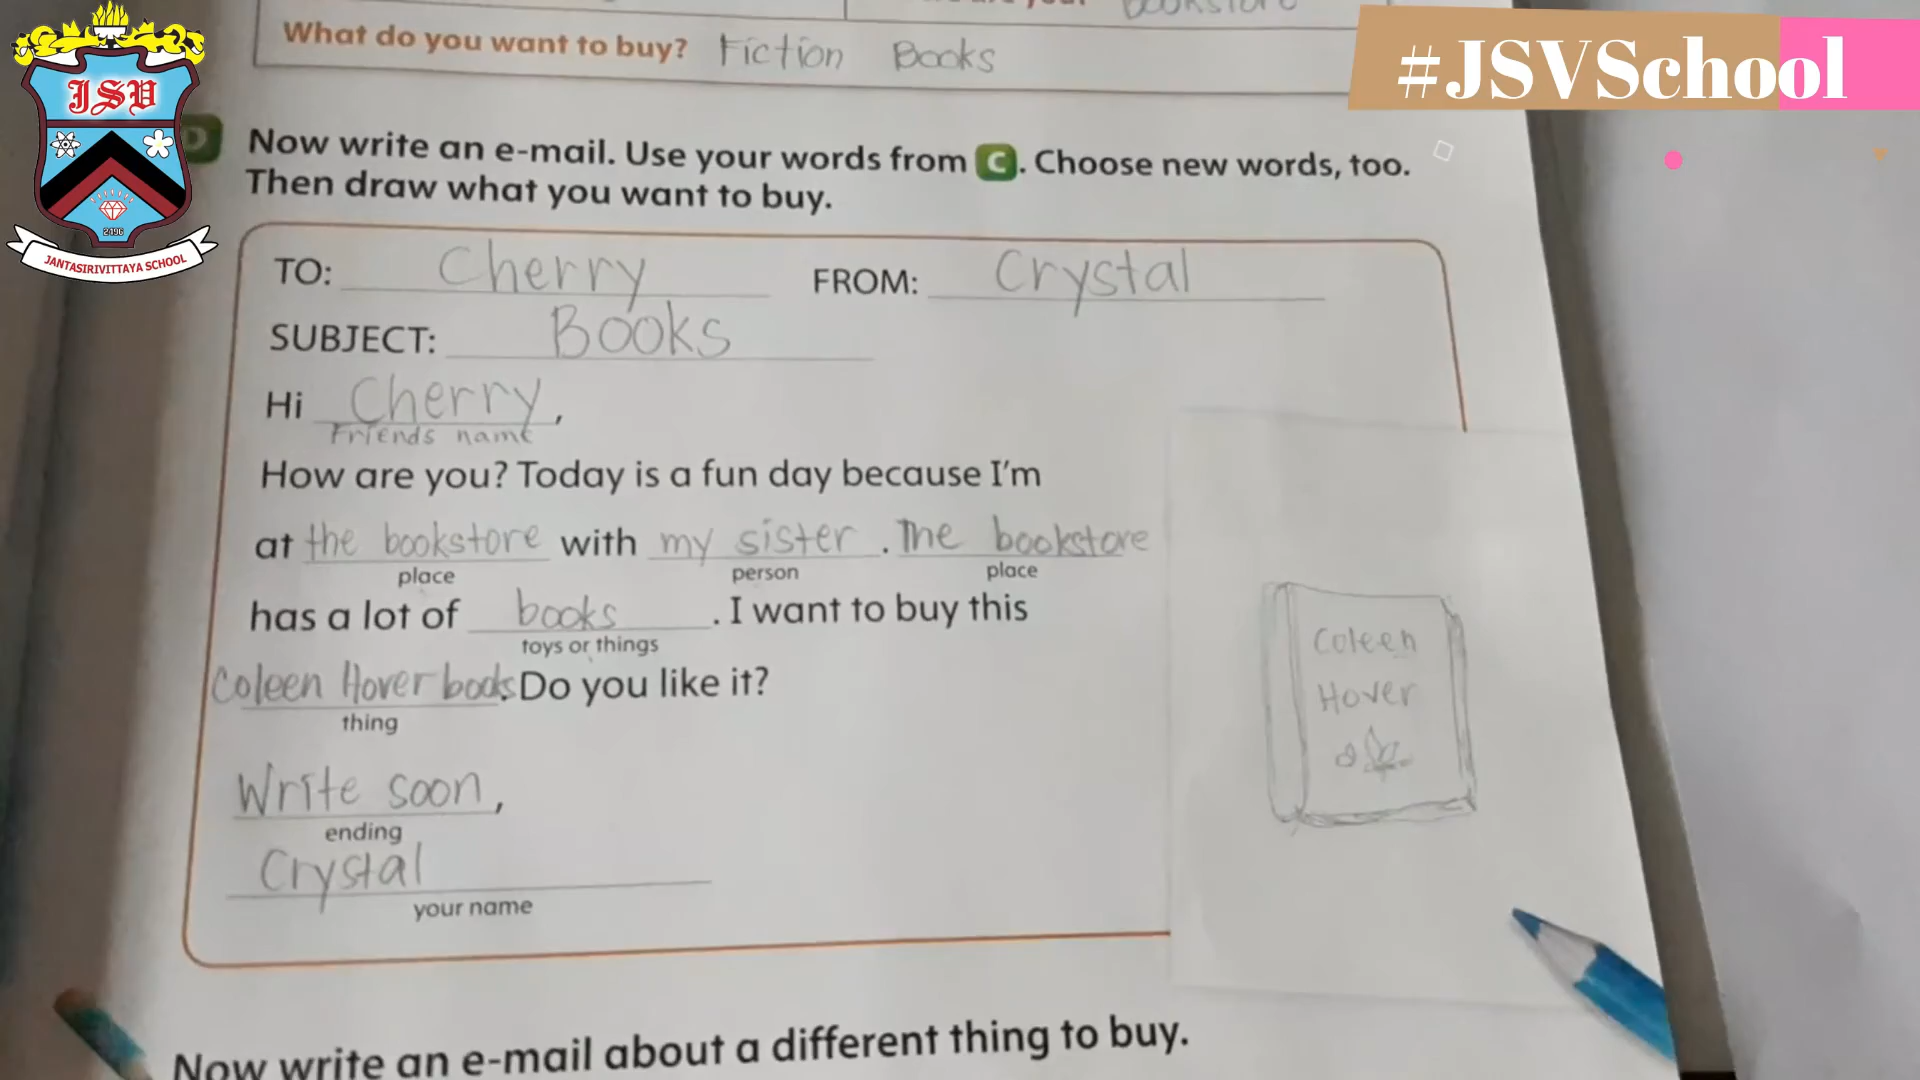 bookstore
What do you want to buy? Fiction Books
#JSVSchool
JSV
2496
JANTASIRIVITTAYA SCHOOL
D Now write an e-mail. Use your words from C. Choose new words, too.
Then draw what you want to buy.
TO: Cherry FROM: Crystal
SUBJECT: Books
Hi Cherry,
Friends name
How are you? Today is a fun day because I'm
at the bookstore with my sister. The bookstore
place person place
has a lot of books. I want to buy this
toys or things
Coleen Hover books. Do you like it?
thing
Coleen
Hover
Write soon,
ending
Crystal
your name
Now write an e-mail about a different thing to buy.